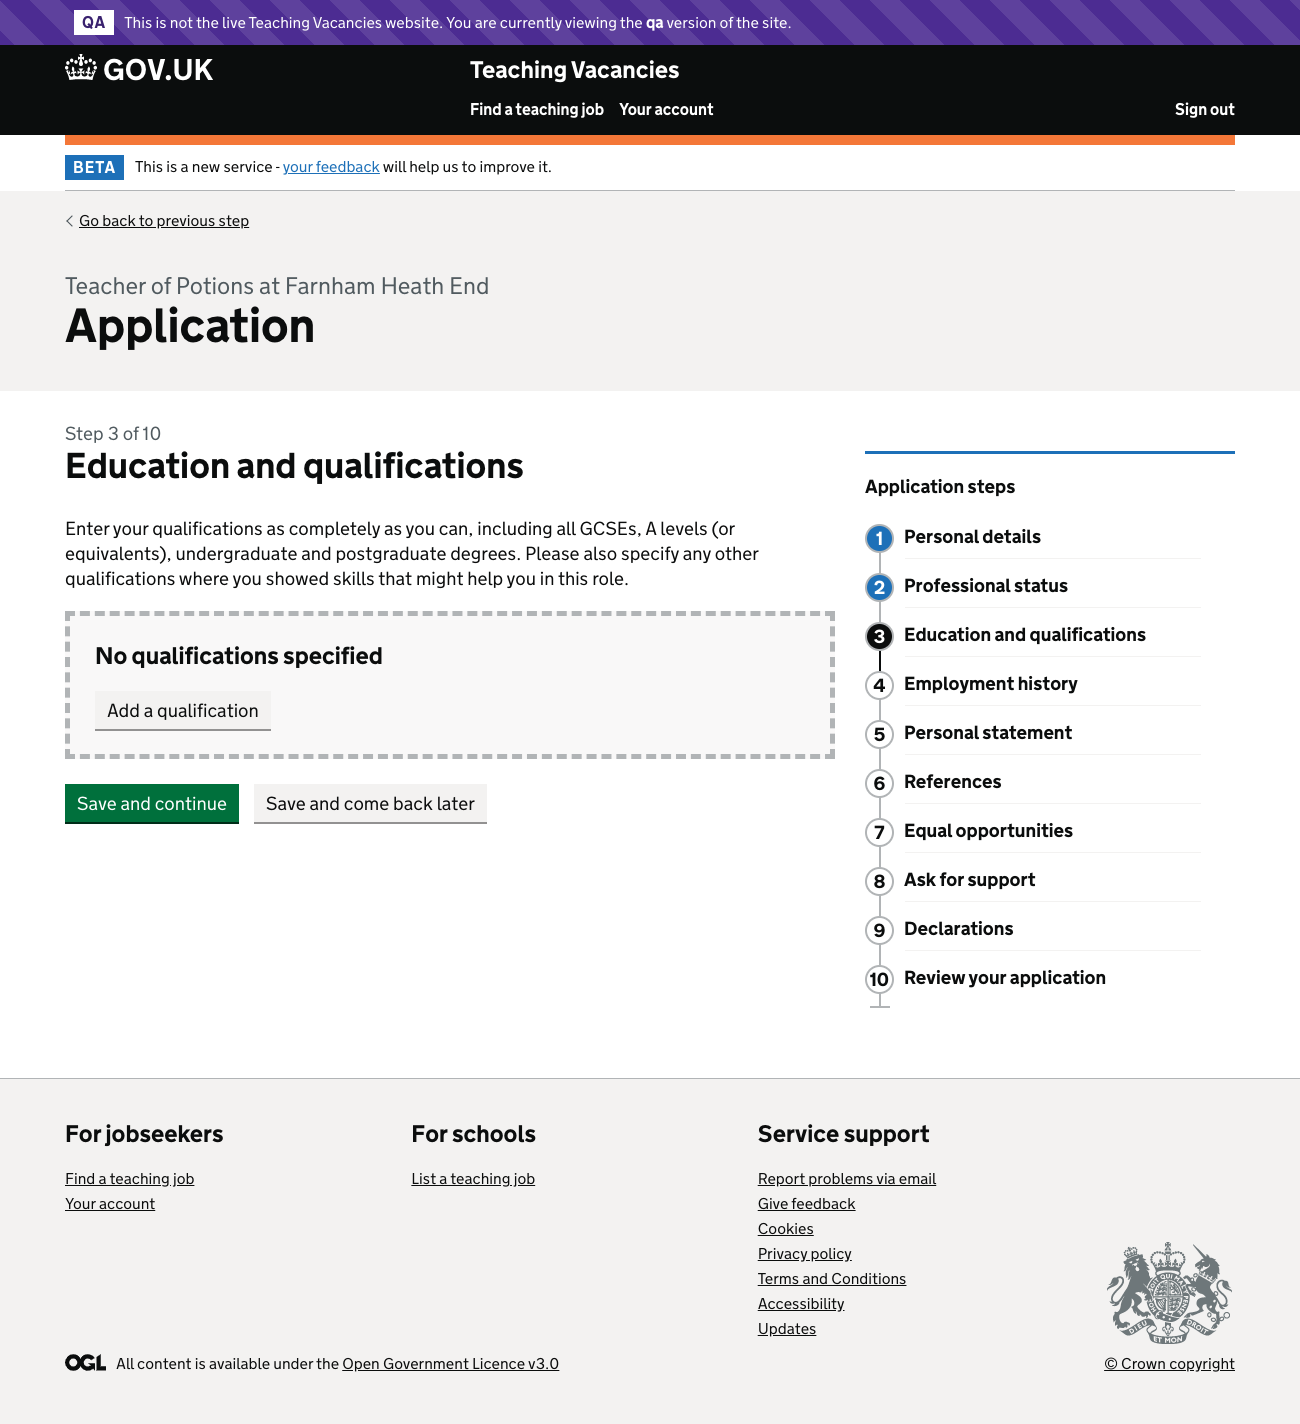 QA This is not the live Teaching Vacancies website. You are currently viewing the qa version of the site.
GOV.UK
Teaching Vacancies
Find a teaching job Your account Sign out
BETA This is a new service - your feedback will help us to improve it.
Go back to previous step
Teacher of Potions at Farnham Heath End
Application
Step 3 of 10
Education and qualifications
Enter your qualifications as completely as you can, including all GCSEs, A levels (or
equivalents), undergraduate and postgraduate degrees. Please also specify any other
qualifications where you showed skills that might help you in this role.
No qualifications specified
Add a qualification
Save and continue Save and come back later
Application steps
1 Personal details
2 Professional status
3 Education and qualifications
4 Employment history
5 Personal statement
6 References
7 Equal opportunities
8 Ask for support
9 Declarations
10 Review your application
For jobseekers
Find a teaching job
Your account
For schools
List a teaching job
Service support
Report problems via email
Give feedback
Cookies
Privacy policy
Terms and Conditions
Accessibility
Updates
OGL All content is available under the Open Government Licence v3.0
© Crown copyright